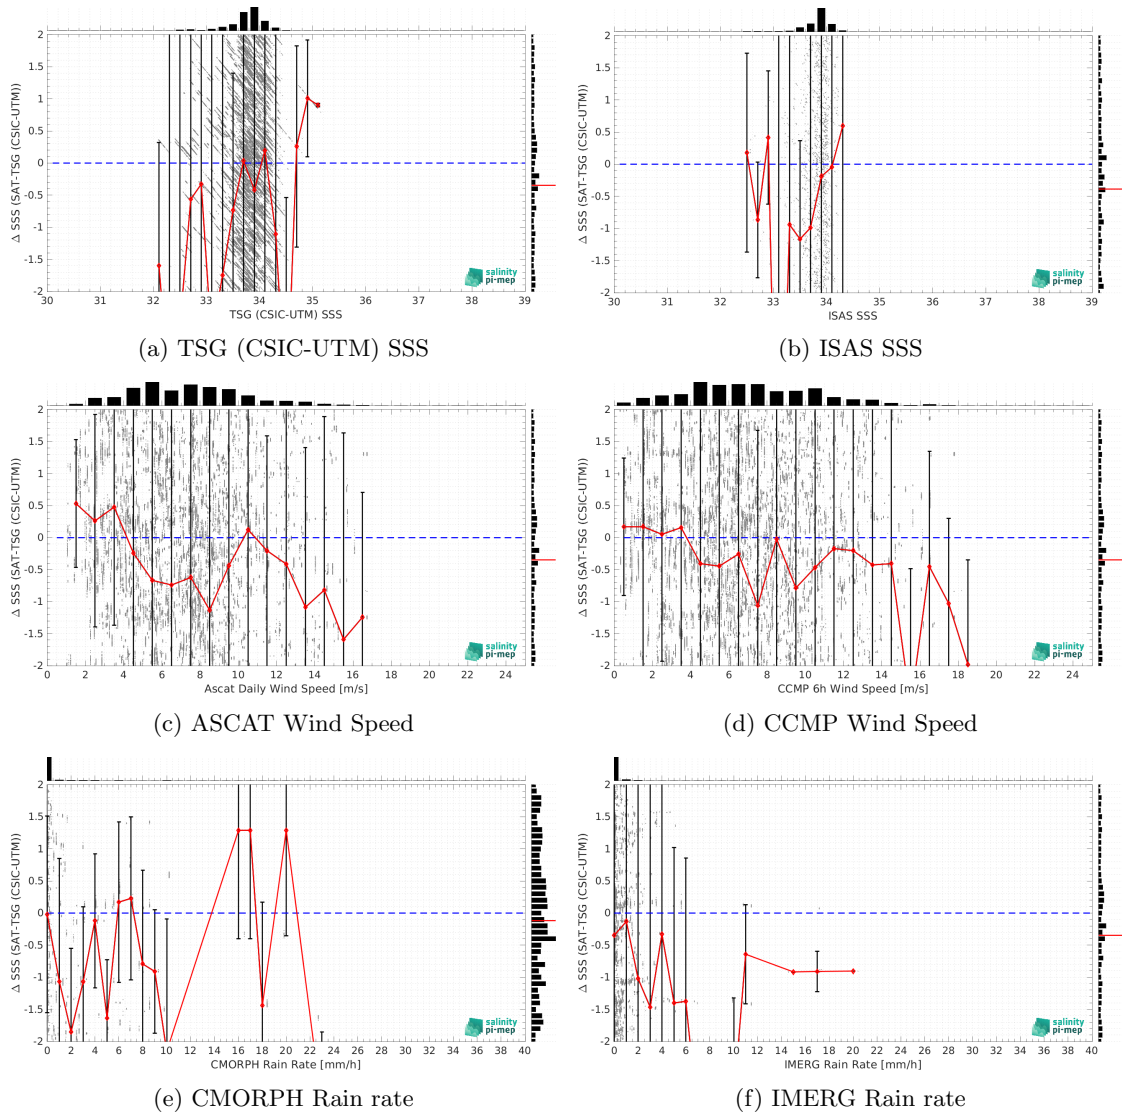 2
1.5
1
0.5
0
-0.5
-1
-1.5
-2
Δ SSS (SAT-TSG (CSIC-UTM))
30 31 32 33 34 35 36 37 38 39
TSG (CSIC-UTM) SSS
salinity
pi-mep
(a) TSG (CSIC-UTM) SSS
2
1.5
1
0.5
0
-0.5
-1
-1.5
-2
Δ SSS (SAT-TSG (CSIC-UTM))
30 31 32 33 34 35 36 37 38 39
ISAS SSS
salinity
pi-mep
(b) ISAS SSS
2
1.5
1
0.5
0
-0.5
-1
-1.5
-2
Δ SSS (SAT-TSG (CSIC-UTM))
0 2 4 6 8 10 12 14 16 18 20 22 24
Ascat Daily Wind Speed [m/s]
salinity
pi-mep
(c) ASCAT Wind Speed
2
1.5
1
0.5
0
-0.5
-1
-1.5
-2
Δ SSS (SAT-TSG (CSIC-UTM))
0 2 4 6 8 10 12 14 16 18 20 22 24
CCMP 6h Wind Speed [m/s]
salinity
pi-mep
(d) CCMP Wind Speed
2
1.5
1
0.5
0
-0.5
-1
-1.5
-2
Δ SSS (SAT-TSG (CSIC-UTM))
0 2 4 6 8 10 12 14 16 18 20 22 24 26 28 30 32 34 36 38 40
CMORPH Rain Rate [mm/h]
salinity
pi-mep
(e) CMORPH Rain rate
2
1.5
1
0.5
0
-0.5
-1
-1.5
-2
Δ SSS (SAT-TSG (CSIC-UTM))
0 2 4 6 8 10 12 14 16 18 20 22 24 26 28 30 32 34 36 38 40
IMERG Rain Rate [mm/h]
salinity
pi-mep
(f) IMERG Rain rate